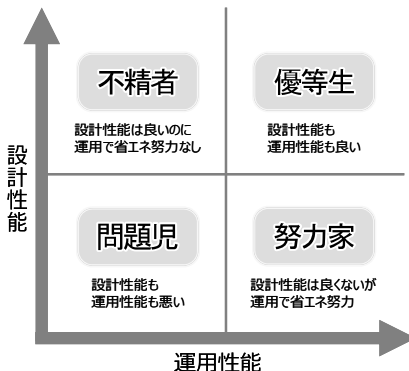 不精者
設計性能は良いのに
運用で省エネ努力なし
優等生
設計性能も
運用性能も良い
設計性能
問題児
設計性能も
運用性能も悪い
努力家
設計性能は良くないが
運用で省エネ努力
運用性能